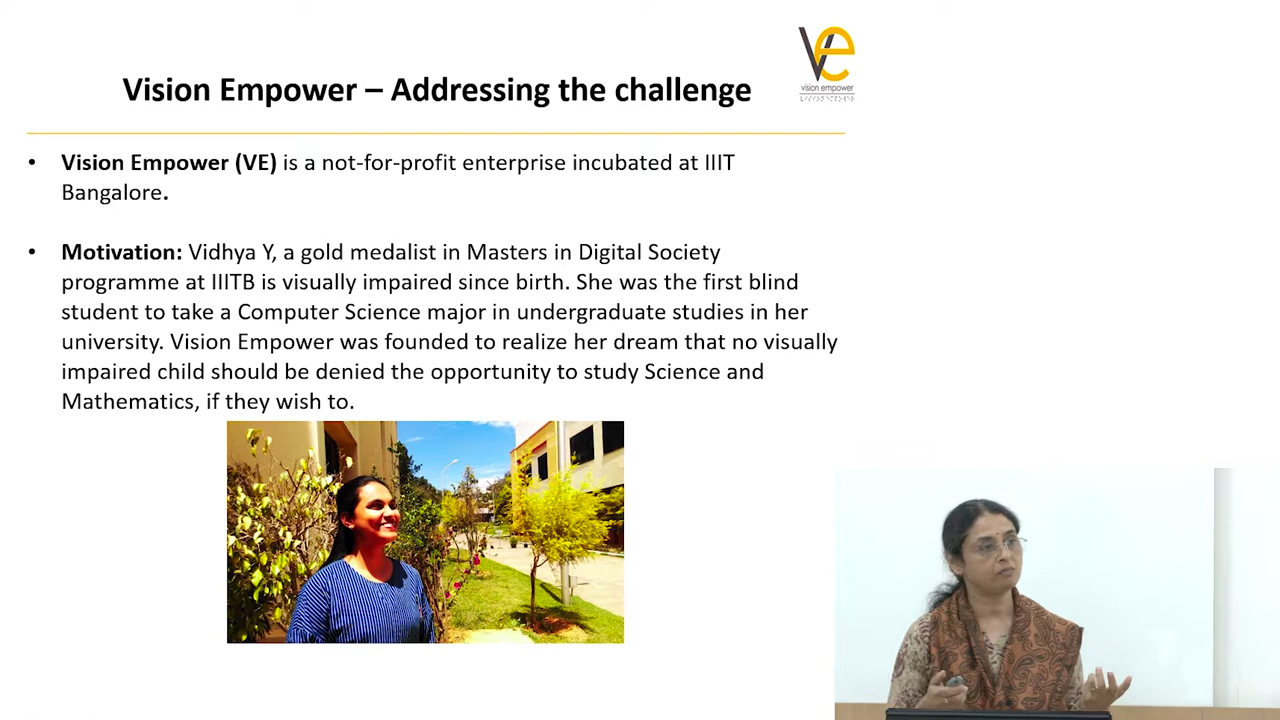 Vision Empower – Addressing the challenge
vision empower
• Vision Empower (VE) is a not-for-profit enterprise incubated at IIIT
Bangalore.
• Motivation: Vidhya Y, a gold medalist in Masters in Digital Society
programme at IIITB is visually impaired since birth. She was the first blind
student to take a Computer Science major in undergraduate studies in her
university. Vision Empower was founded to realize her dream that no visually
impaired child should be denied the opportunity to study Science and
Mathematics, if they wish to.